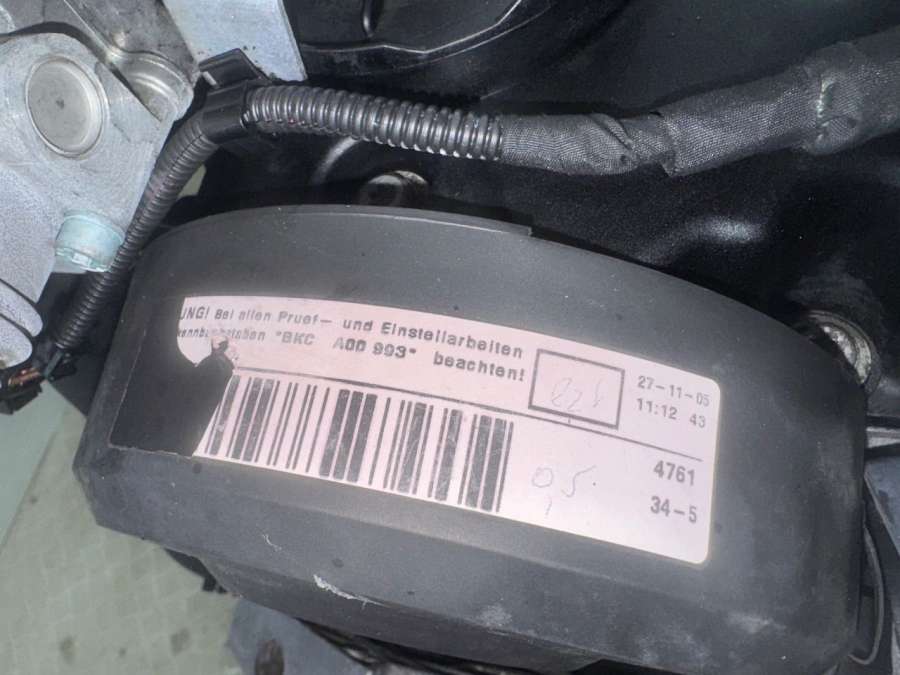 UNG! Bei allen Pruef- und Einstellarbeiten
kennbuchstaben "BKC A00 993" beachten!
27-11-05
11:12 43
4761
34-5
05